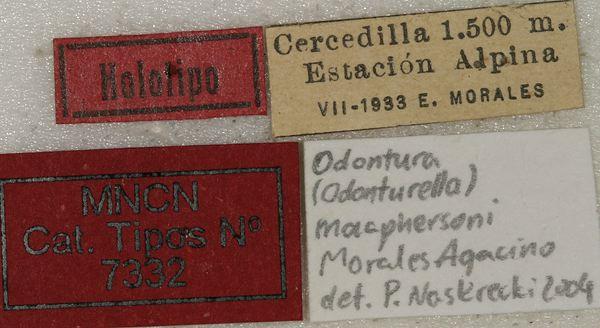 Holotipo
Cercedilla 1.500 m.
Estación Alpina
VII-1933 E. MORALES
MNCN
Cat. Tipos Nº
7332
Odontura
(Odonturella)
macphersoni
Morales Agacino
det. P. Naskrecki 2004